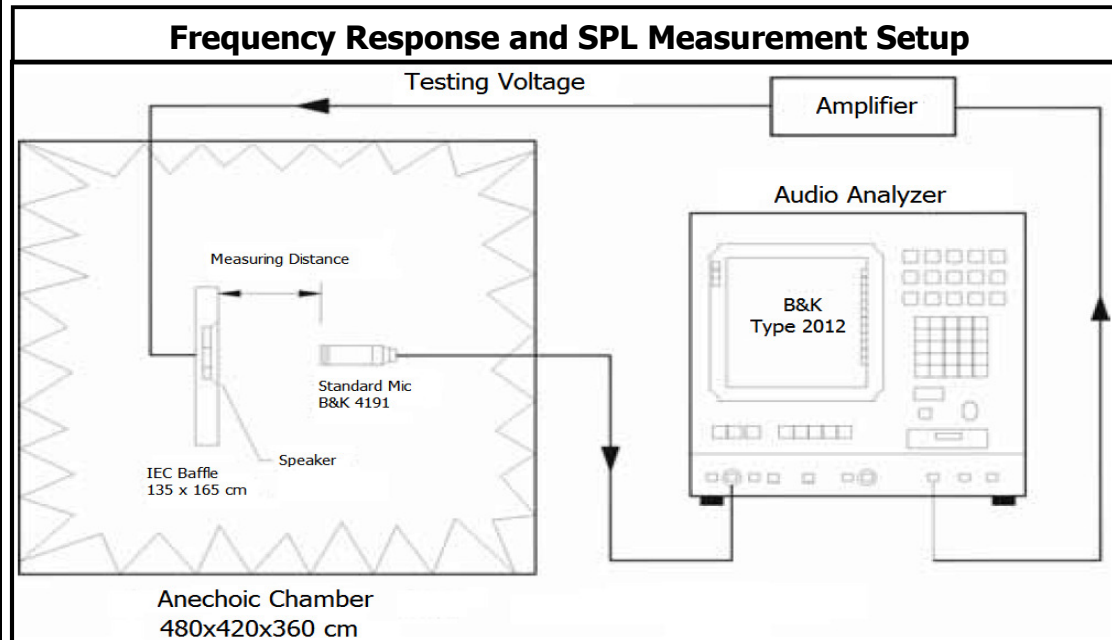 Frequency Response and SPL Measurement Setup
Testing Voltage
Amplifier
Audio Analyzer
Measuring Distance
B&K
Type 2012
Standard Mic
B&K 4191
Speaker
IEC Baffle
135 x 165 cm
Anechoic Chamber
480x420x360 cm